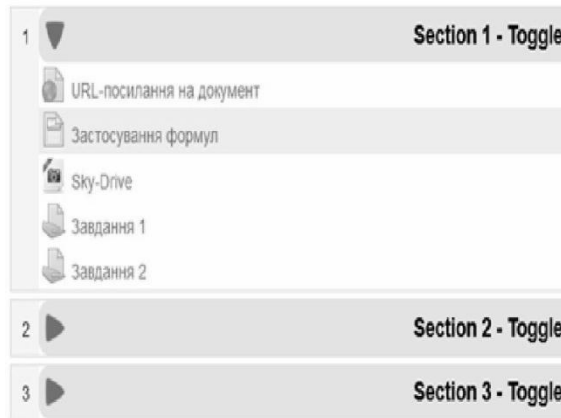 1 Section 1 - Toggle
URL-посилання на документ
Застосування формул
Sky-Drive
Завдання 1
Завдання 2
2 Section 2 - Toggle
3 Section 3 - Toggle